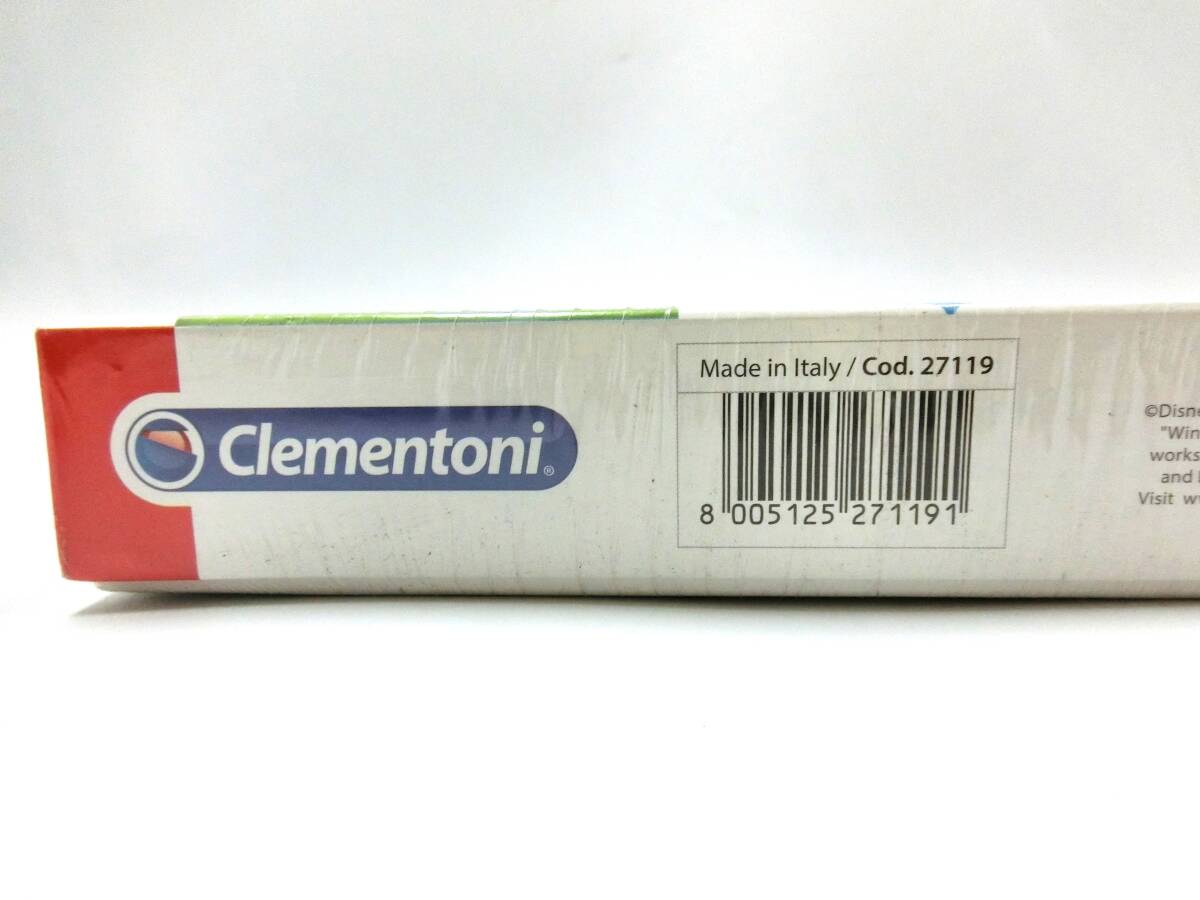 Clementoni®
Made in Italy / Cod. 27119
8 005125 271191
©Disne
"Win
works
and
Visit